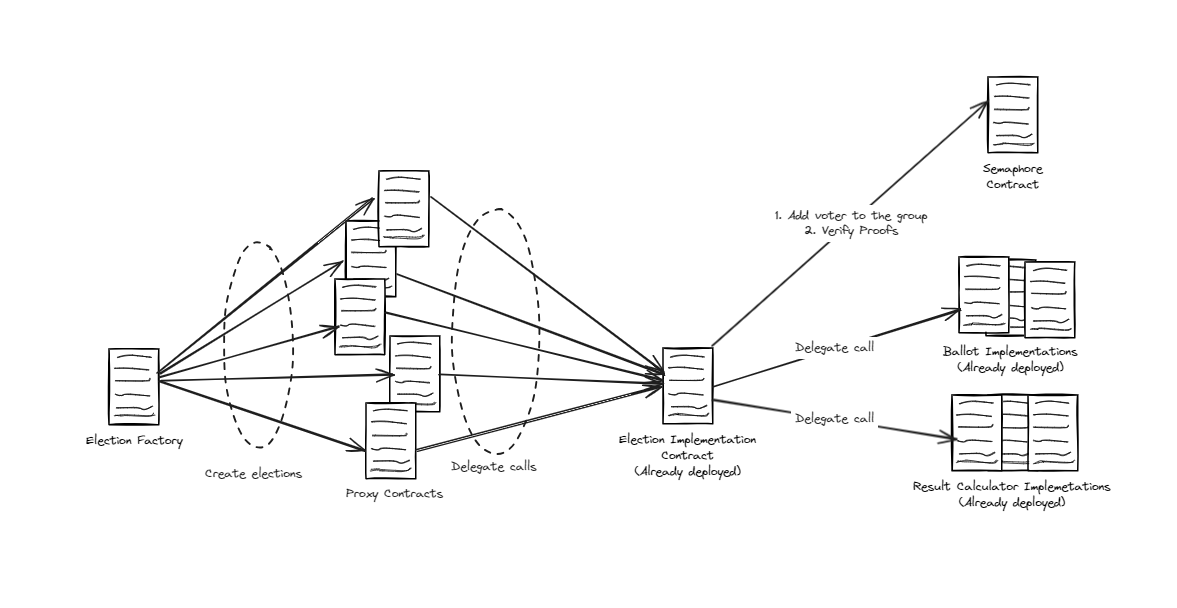 Semaphore
Contract
1. Add voter to the group
2. Verify Proofs
Delegate call
Ballot Implementations
(Already deployed)
Delegate call
Election Factory
Create elections
Proxy Contracts
Delegate calls
Election Implementation
Contract
(Already deployed)
Result Calculator Implemetations
(Already deployed)